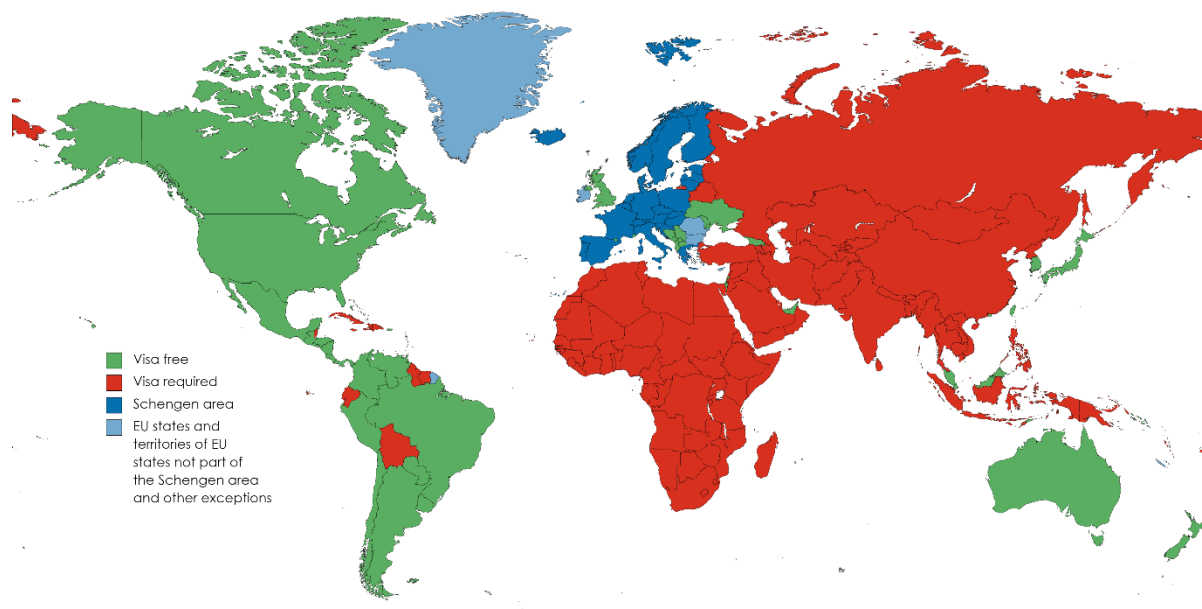 Visa free
Visa required
Schengen area
EU states and
territories of EU
states not part of
the Schengen area
and other exceptions